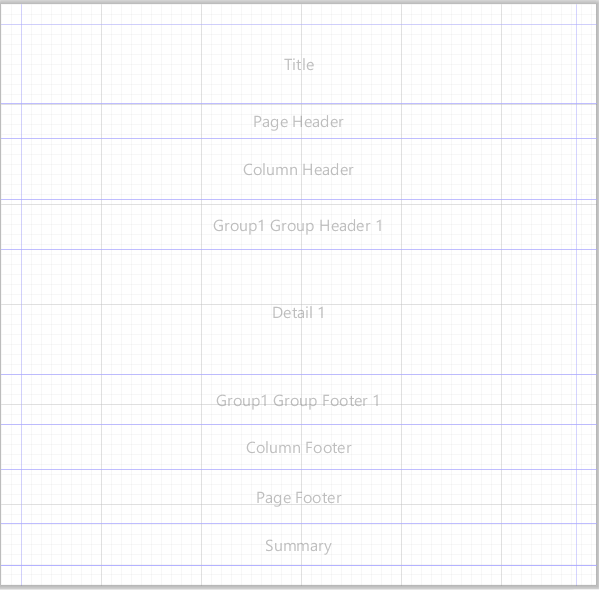 Title
Page Header
Column Header
Group1 Group Header 1
Detail 1
Group1 Group Footer 1
Column Footer
Page Footer
Summary